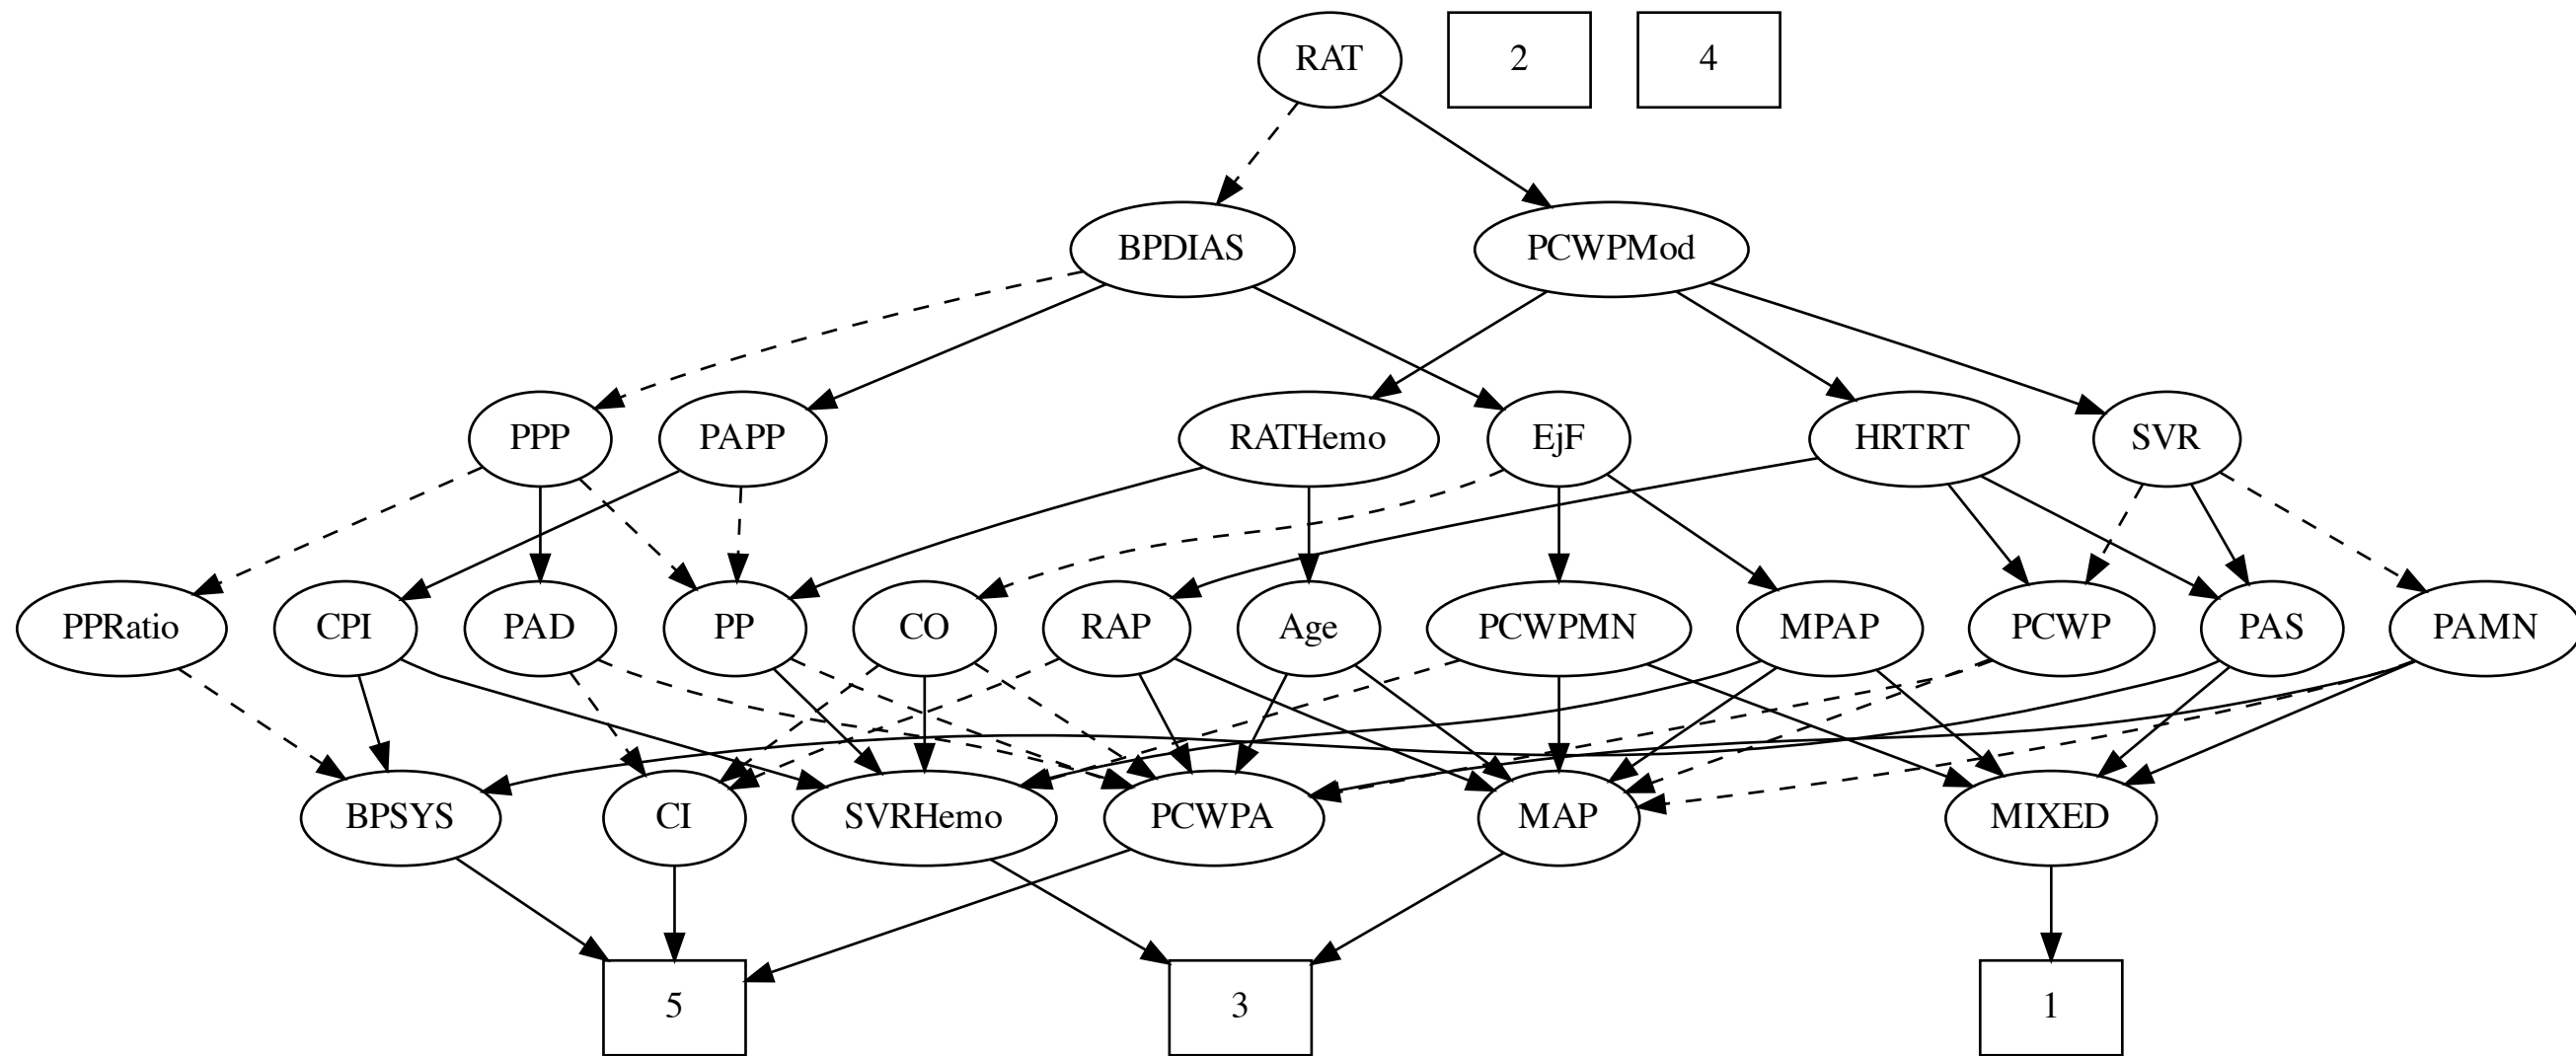 RAT
2
4
BPDIAS
PCWPMod
PPP
PAPP
RATHemo
EjF
HRTRT
SVR
PPRatio
CPI
PAD
PP
CO
RAP
Age
PCWPMN
MPAP
PCWP
PAS
PAMN
BPSYS
CI
SVRHemo
PCWPA
MAP
MIXED
5
3
1